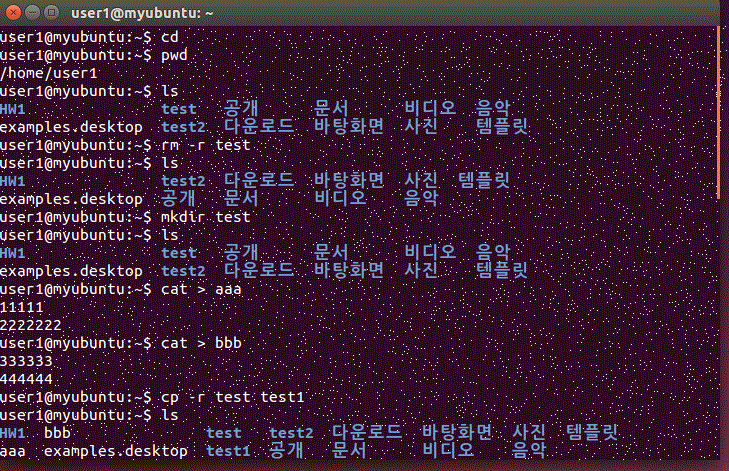 user1@myubuntu: ~
user1@myubuntu:~$ cd
user1@myubuntu:~$ pwd
/home/user1
user1@myubuntu:~$ ls
HW1 test 공개 문서 비디오 음악
examples.desktop test2 다운로드 바탕화면 사진 템플릿
user1@myubuntu:~$ rm -r test
user1@myubuntu:~$ ls
HW1 test2 다운로드 바탕화면 사진 템플릿
examples.desktop 공개 문서 비디오 음악
user1@myubuntu:~$ mkdir test
user1@myubuntu:~$ ls
HW1 test 공개 문서 비디오 음악
examples.desktop test2 다운로드 바탕화면 사진 템플릿
user1@myubuntu:~$ cat > aaa
11111
2222222
user1@myubuntu:~$ cat > bbb
333333
444444
user1@myubuntu:~$ cp -r test test1
user1@myubuntu:~$ ls
HW1 bbb test test2 다운로드 바탕화면 사진 템플릿
aaa examples.desktop test1 공개 문서 비디오 음악